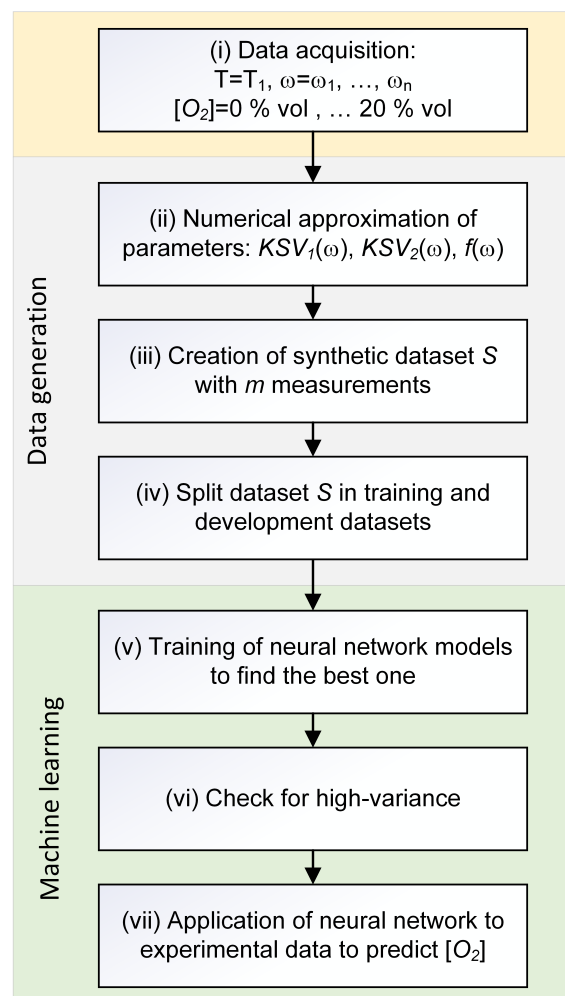 (i) Data acquisition:
T=T₁, ω=ω₁, …, ωₙ
[O₂]=0 % vol , … 20 % vol
Data generation
(ii) Numerical approximation of
parameters: KSV₁(ω), KSV₂(ω), f(ω)
(iii) Creation of synthetic dataset S
with m measurements
(iv) Split dataset S in training and
development datasets
Machine learning
(v) Training of neural network models
to find the best one
(vi) Check for high-variance
(vii) Application of neural network to
experimental data to predict [O₂]